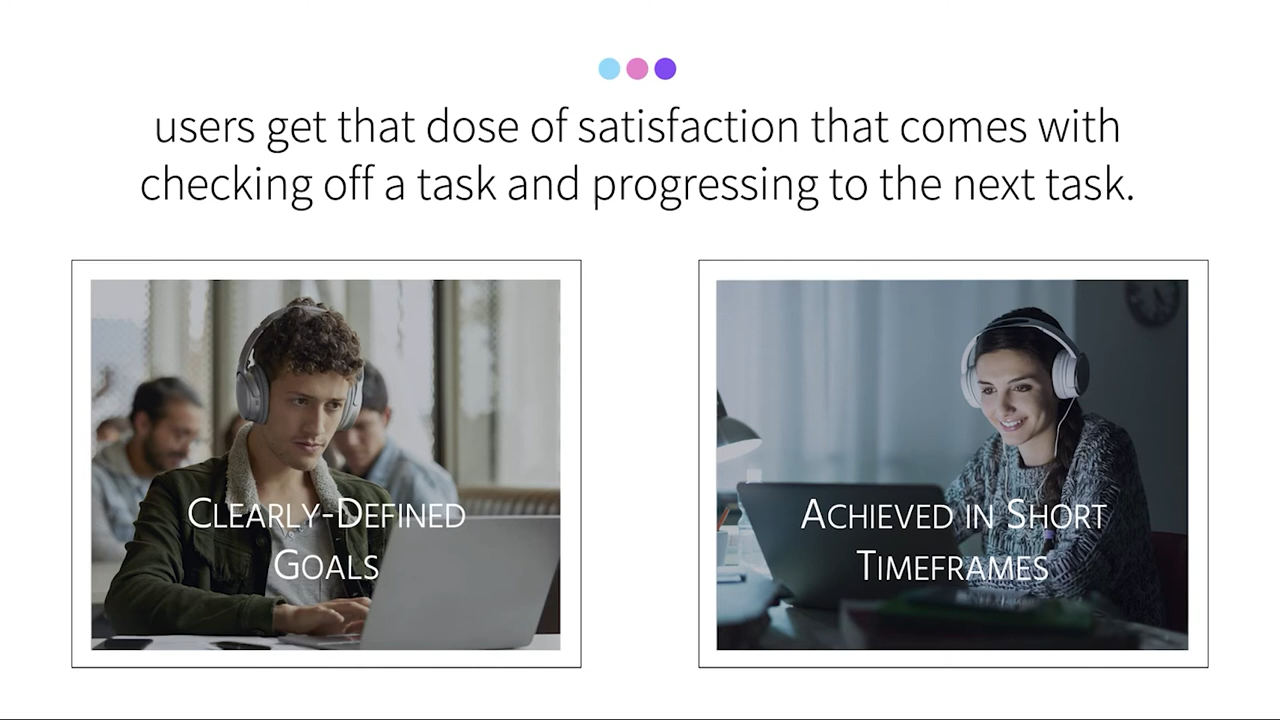 users get that dose of satisfaction that comes with
checking off a task and progressing to the next task.
Clearly-Defined
Goals
Achieved in Short
Timeframes